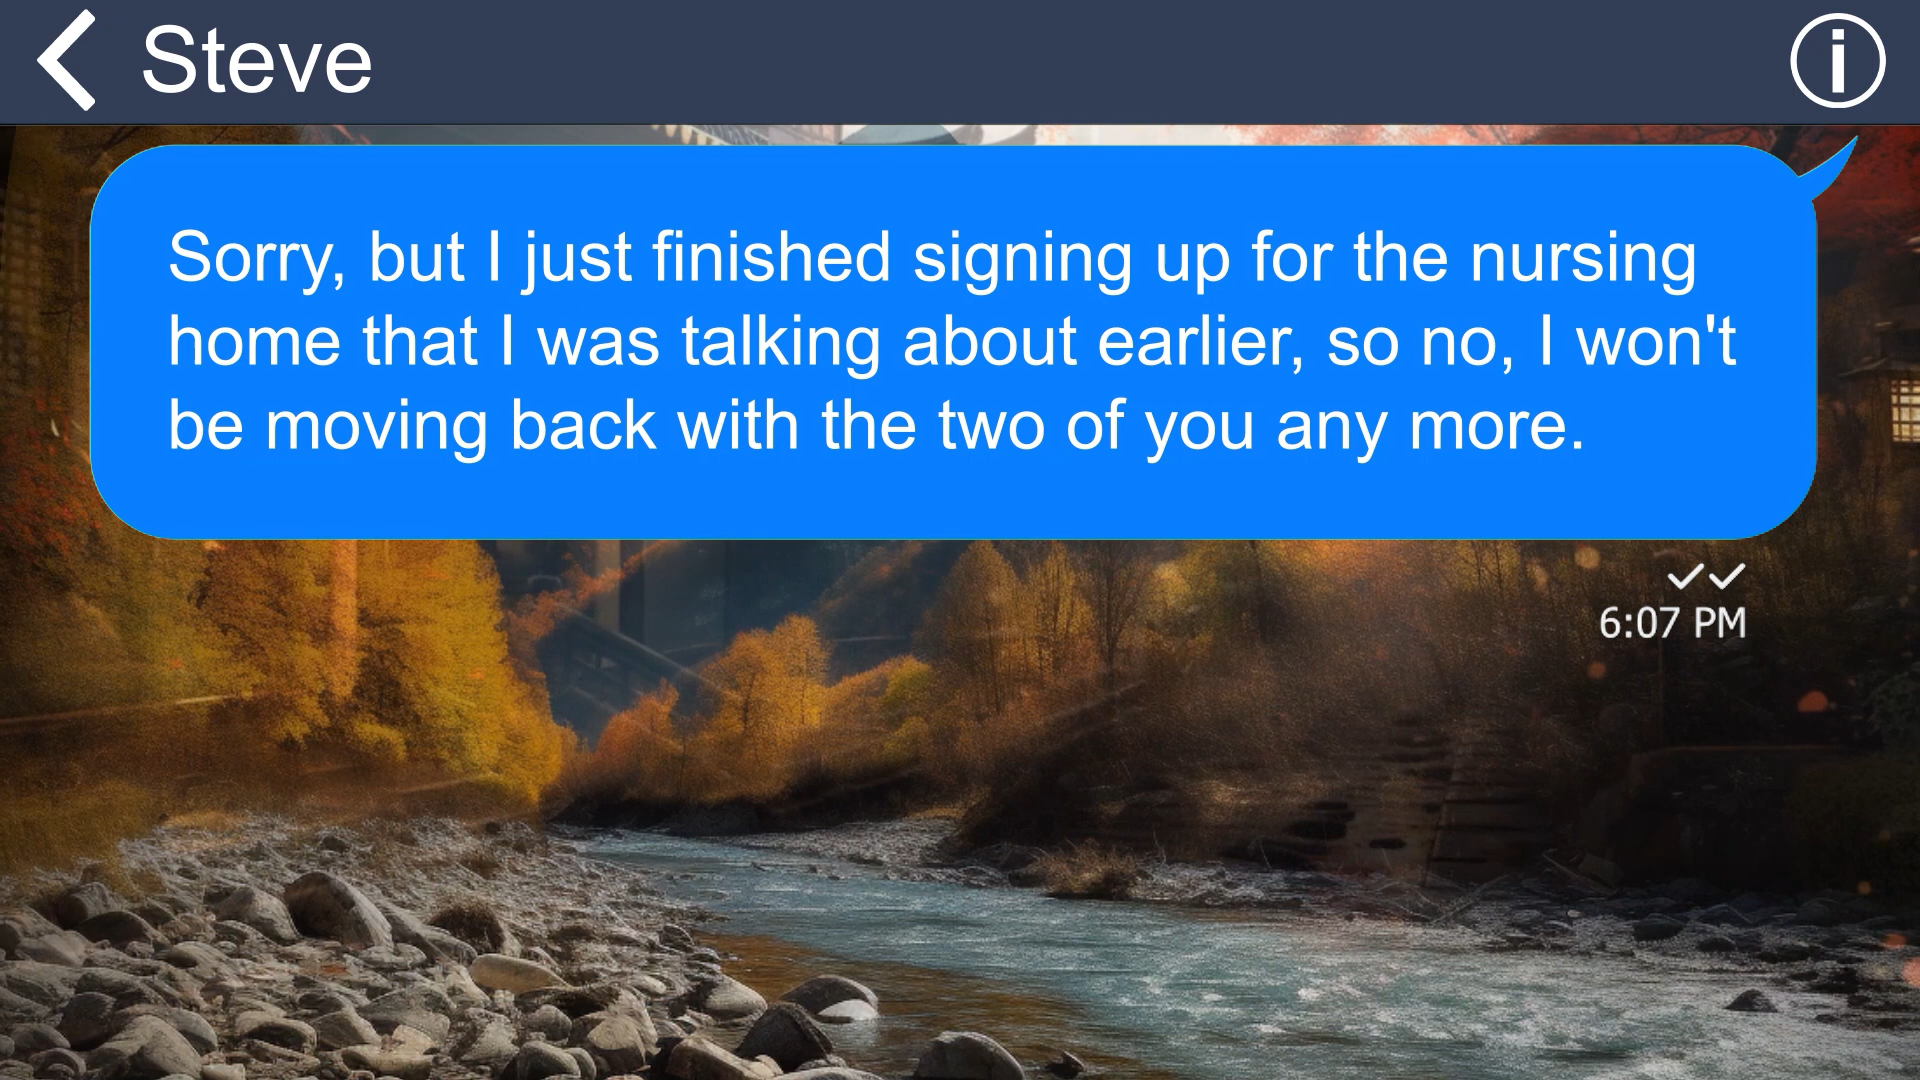 Steve
Sorry, but I just finished signing up for the nursing
home that I was talking about earlier, so no, I won't
be moving back with the two of you any more.
6:07 PM